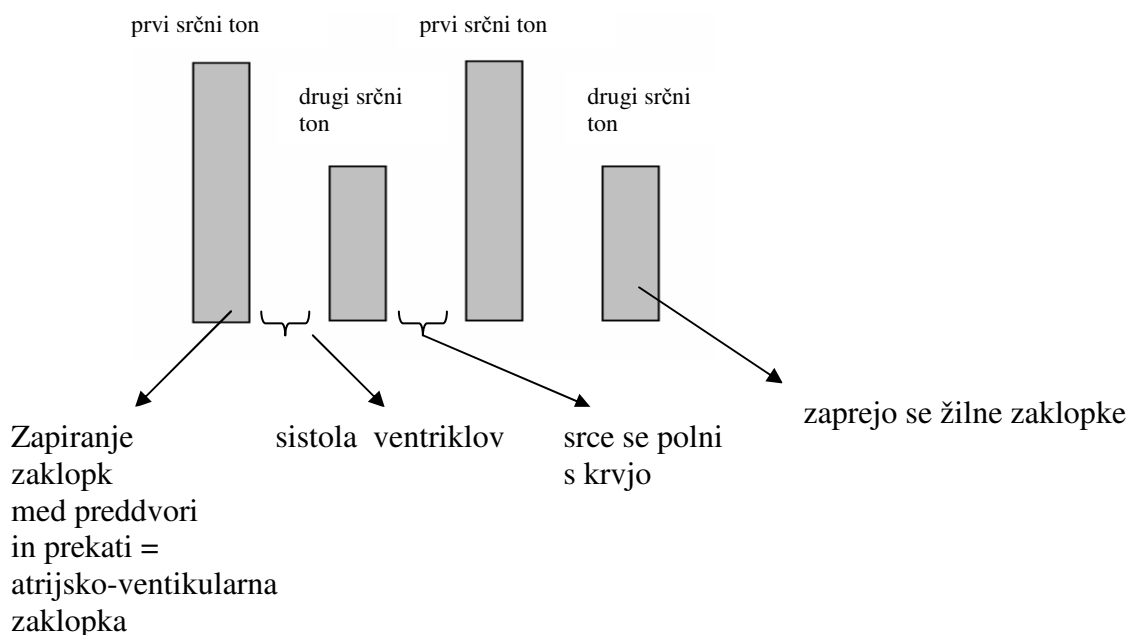 prvi srčni ton
prvi srčni ton
drugi srčni
ton
drugi srčni
ton
Zapiranje
zaklopk
med preddvori
in prekati =
atrijsko-ventikularna
zaklopka
sistola ventriklov
srce se polni
s krvjo
zaprejo se žilne zaklopke